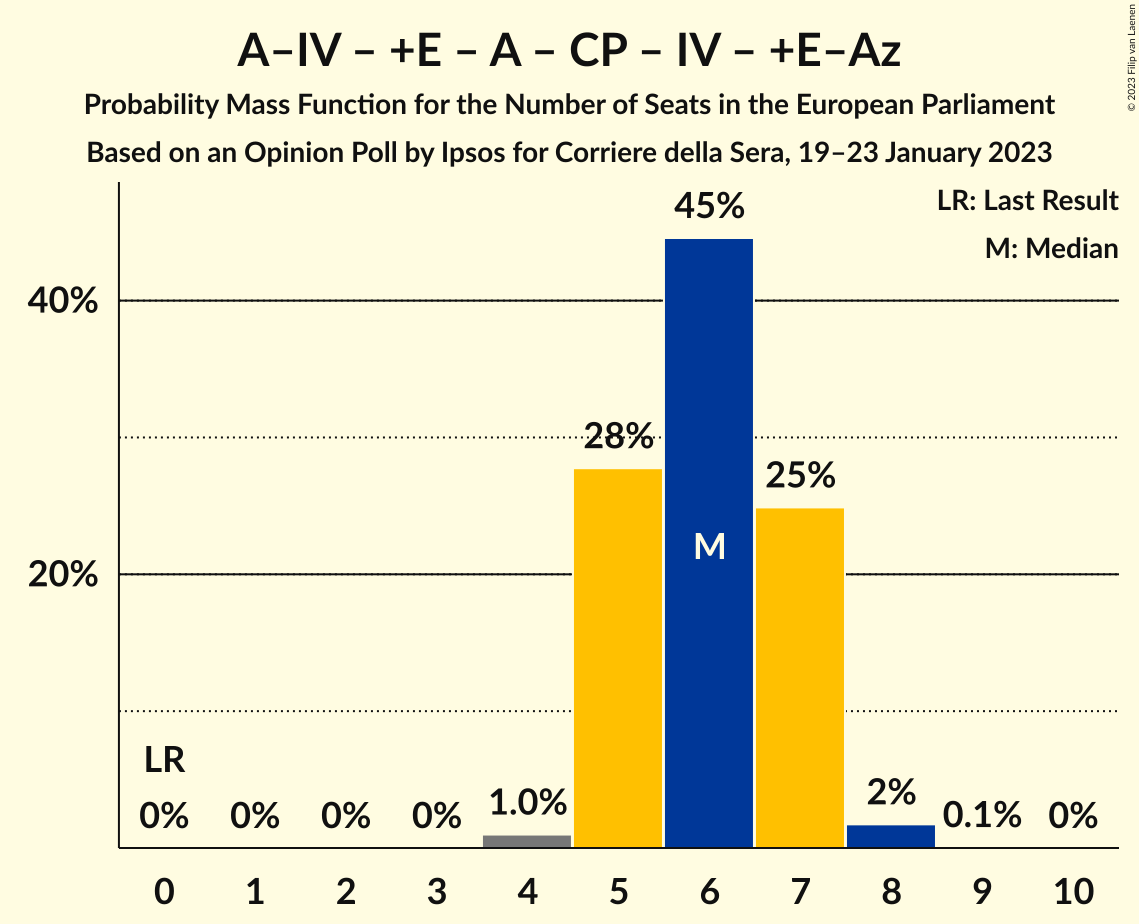 A–IV – +E – A – CP – IV – +E–Az
Probability Mass Function for the Number of Seats in the European Parliament
Based on an Opinion Poll by Ipsos for Corriere della Sera, 19–23 January 2023
© 2023 Filip van Laenen
LR: Last Result
M: Median
45%
40%
28%
25%
M
20%
LR
0% 0% 0% 0% 1.0% 2% 0.1% 0%
0 1 2 3 4 5 6 7 8 9 10